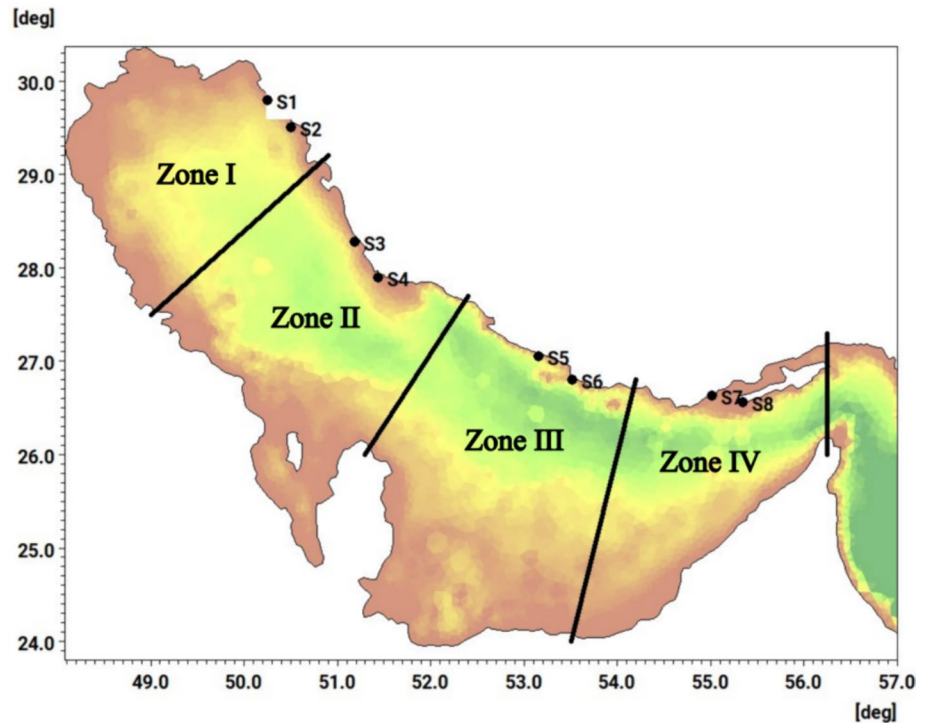 [deg]
30.0
29.0
28.0
27.0
26.0
25.0
24.0
S1
S2
Zone I
S3
S4
Zone II
S5
S6
S7
S8
Zone III
Zone IV
49.0 50.0 51.0 52.0 53.0 54.0 55.0 56.0 57.0
[deg]